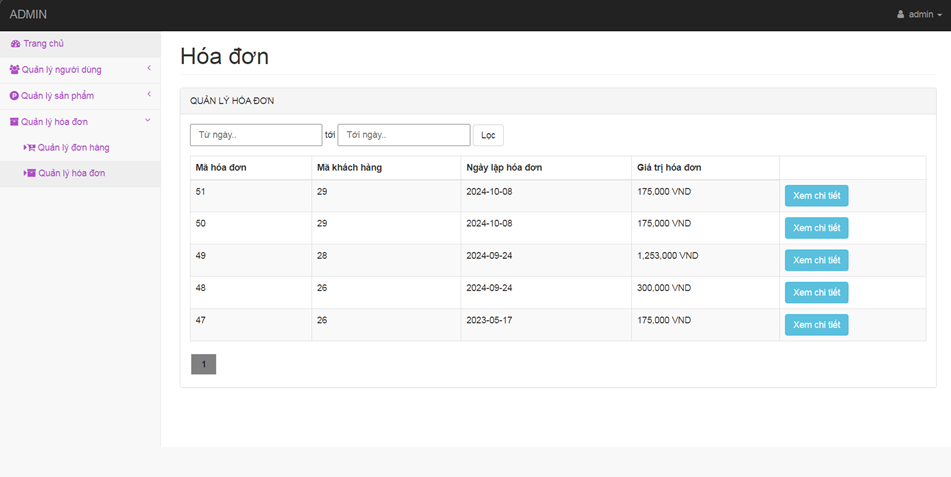 ADMIN
admin
Trang chủ
Quản lý người dùng
Quản lý sản phẩm
Quản lý hóa đơn
Quản lý đơn hàng
Quản lý hóa đơn
Hóa đơn
QUẢN LÝ HÓA ĐƠN
Từ ngày.. tới Tới ngày.. Lọc
Mã hóa đơn Mã khách hàng Ngày lập hóa đơn Giá trị hóa đơn
51 29 2024-10-08 175,000 VND Xem chi tiết
50 29 2024-10-08 175,000 VND Xem chi tiết
49 28 2024-09-24 1,253,000 VND Xem chi tiết
48 26 2024-09-24 300,000 VND Xem chi tiết
47 26 2023-05-17 175,000 VND Xem chi tiết
1